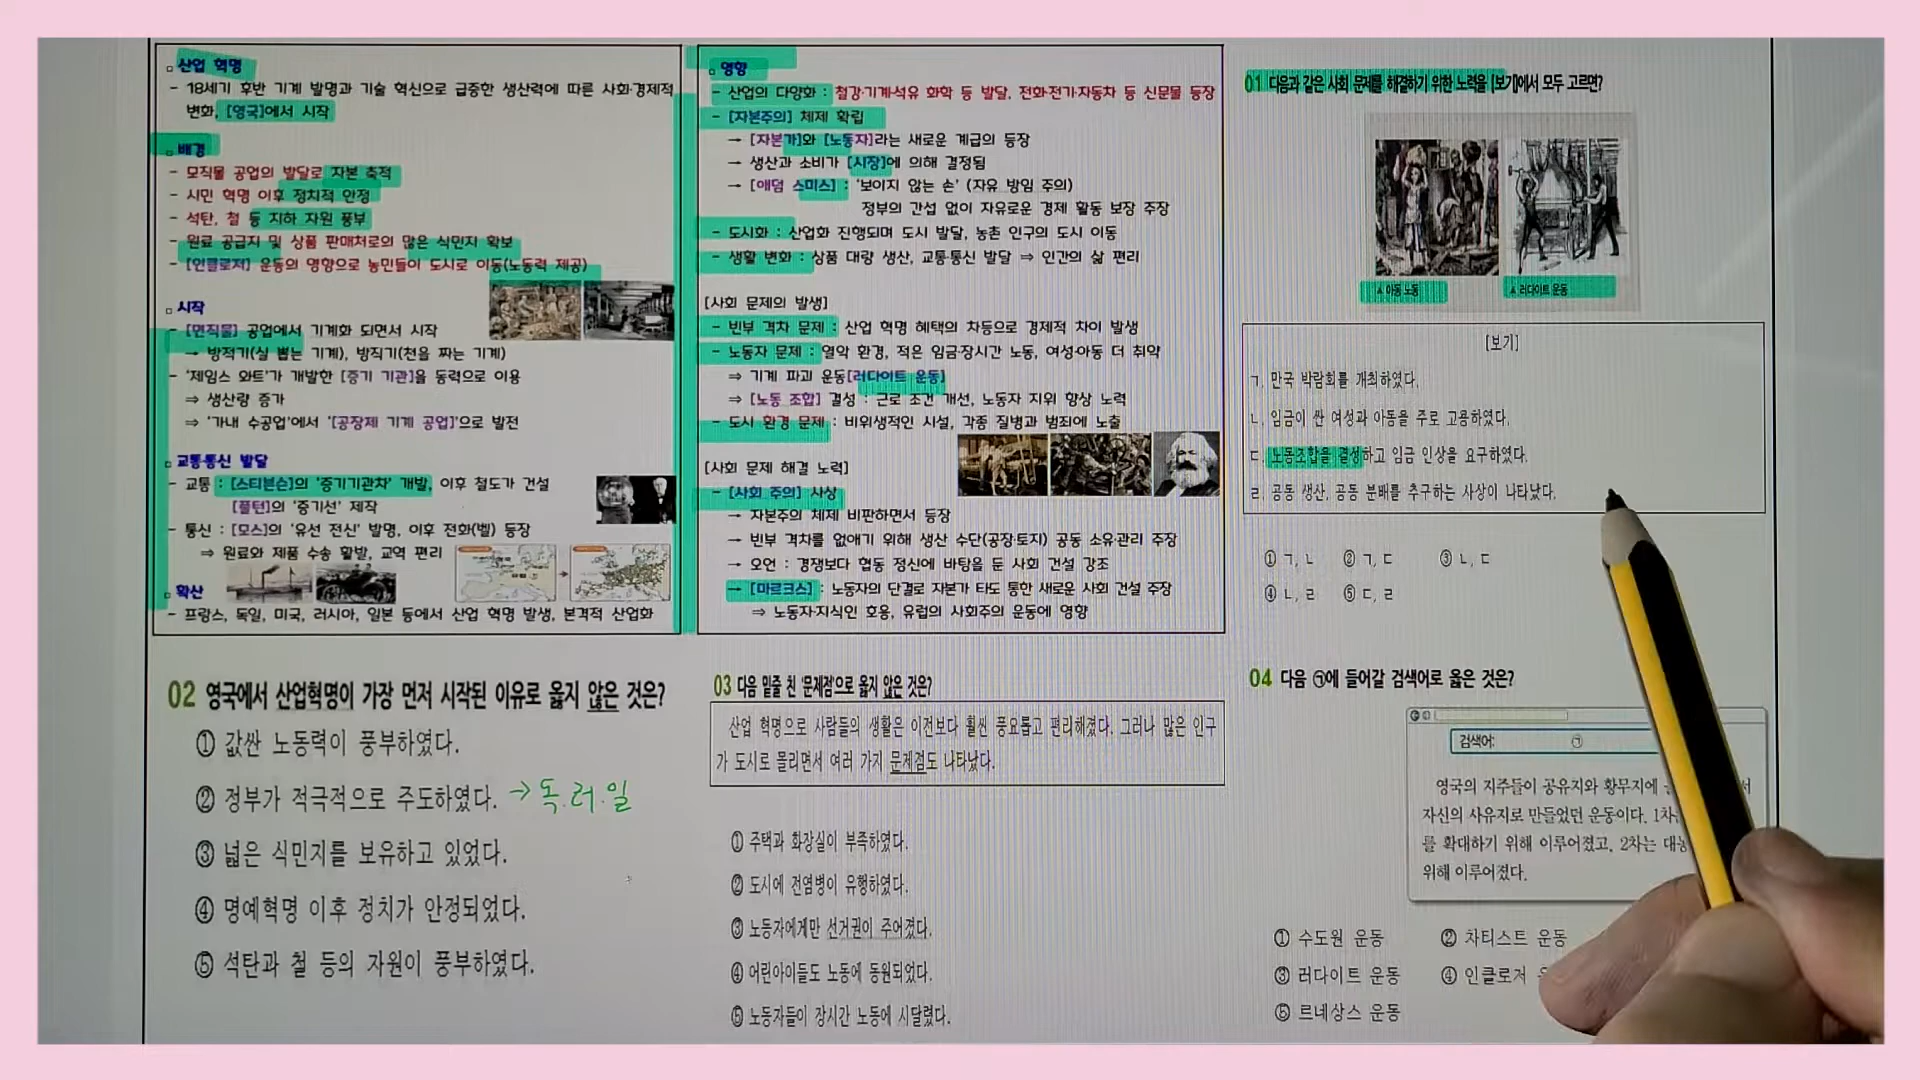 산업 혁명
- 18세기 후반 기계 발명과 기술 혁신으로 급증한 생산력에 따른 사회·경제적
변화, [영국]에서 시작
배경
- 모직물 공업의 발달로 자본 축적
- 시민 혁명 이후 정치적 안정
- 석탄, 철 등 지하 자원 풍부
- 원료 공급지 및 상품 판매처로의 많은 식민지 확보
- [인클로저] 운동의 영향으로 농민들이 도시로 이동(노동력 제공)
시작
- [면직물] 공업에서 기계화 되면서 시작
→ 방적기(실 뽑는 기계), 방직기(천을 짜는 기계)
- '제임스 와트'가 개발한 [증기 기관]을 동력으로 이용
⇒ 생산량 증가
⇒ '가내 수공업'에서 '[공장제 기계 공업]'으로 발전
교통·통신 발달
- 교통 : [스티븐슨]의 '증기기관차' 개발, 이후 철도가 건설
[풀턴]의 '증기선' 제작
- 통신 : [모스]의 '유선 전신' 발명, 이후 전화(벨) 등장
⇒ 원료와 제품 수송 활발, 교역 편리
확산
- 프랑스, 독일, 미국, 러시아, 일본 등에서 산업 혁명 발생, 본격적 산업화
영향
- 산업의 다양화 : 철강·기계·석유 화학 등 발달, 전화·전기·자동차 등 신문물 등장
- [자본주의] 체제 확립
→ [자본가]와 [노동자]라는 새로운 계급의 등장
→ 생산과 소비가 [시장]에 의해 결정됨
→ [애덤 스미스] : '보이지 않는 손' (자유 방임 주의)
정부의 간섭 없이 자유로운 경제 활동 보장 주장
- 도시화 : 산업화 진행되며 도시 발달, 농촌 인구의 도시 이동
- 생활 변화 : 상품 대량 생산, 교통·통신 발달 ⇒ 인간의 삶 편리
[사회 문제의 발생]
- 빈부 격차 문제 : 산업 혁명 혜택의 차등으로 경제적 차이 발생
- 노동자 문제 : 열악 환경, 적은 임금·장시간 노동, 여성·아동 더 취약
⇒ 기계 파괴 운동[러다이트 운동]
⇒ [노동 조합] 결성 : 근로 조건 개선, 노동자 지위 향상 노력
- 도시 환경 문제 : 비위생적인 시설, 각종 질병과 범죄에 노출
[사회 문제 해결 노력]
- [사회 주의] 사상
→ 자본주의 체제 비판하면서 등장
→ 빈부 격차를 없애기 위해 생산 수단(공장·토지) 공동 소유·관리 주장
→ 오언 : 경쟁보다 협동 정신에 바탕을 둔 사회 건설 강조
→ [마르크스] : 노동자의 단결로 자본가 타도 통한 새로운 사회 건설 주장
⇒ 노동자·지식인 호응, 유럽의 사회주의 운동에 영향
01 다음과 같은 사회 문제를 해결하기 위한 노력을 [보기]에서 모두 고르면?
▲ 아동 노동
▲ 러다이트 운동
[보기]
ㄱ. 만국 박람회를 개최하였다.
ㄴ. 임금이 싼 여성과 아동을 주로 고용하였다.
ㄷ. 노동조합을 결성하고 임금 인상을 요구하였다.
ㄹ. 공동 생산, 공동 분배를 추구하는 사상이 나타났다.
① ㄱ, ㄴ ② ㄱ, ㄷ ③ ㄴ, ㄷ
④ ㄴ, ㄹ ⑤ ㄷ, ㄹ
02 영국에서 산업혁명이 가장 먼저 시작된 이유로 옳지 않은 것은?
① 값싼 노동력이 풍부하였다.
② 정부가 적극적으로 주도하였다. → 독.러.일
③ 넓은 식민지를 보유하고 있었다.
④ 명예혁명 이후 정치가 안정되었다.
⑤ 석탄과 철 등의 자원이 풍부하였다.
03 다음 밑줄 친 '문제점'으로 옳지 않은 것은?
산업 혁명으로 사람들의 생활은 이전보다 훨씬 풍요롭고 편리해졌다. 그러나 많은 인구
가 도시로 몰리면서 여러 가지 문제점도 나타났다.
① 주택과 화장실이 부족하였다.
② 도시에 전염병이 유행하였다.
③ 노동자에게만 선거권이 주어졌다.
④ 어린아이들도 노동에 동원되었다.
⑤ 노동자들이 장시간 노동에 시달렸다.
04 다음 ㉠에 들어갈 검색어로 옳은 것은?
검색어: ㉠
영국의 지주들이 공유지와 황무지에
자신의 사유지로 만들었던 운동이다. 1차
를 확대하기 위해 이루어졌고, 2차는
위해 이루어졌다.
① 수도원 운동 ② 차티스트 운동
③ 러다이트 운동 ④ 인클로저
⑤ 르네상스 운동